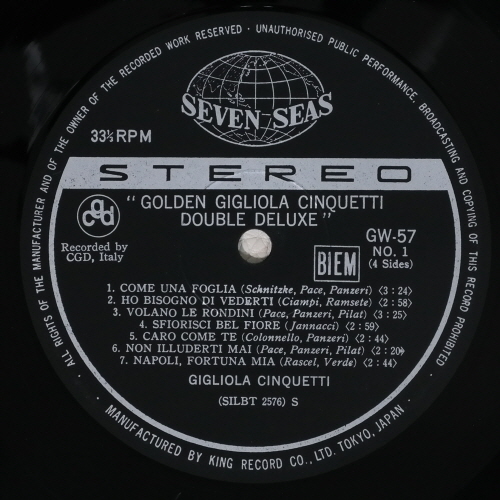 ALL RIGHTS OF THE MANUFACTURER AND OF THE OWNER OF THE RECORDED WORK RESERVED · UNAUTHORISED PUBLIC PERFORMANCE, BROADCASTING AND COPYING OF THIS RECORD PROHIBITED ·
SEVEN SEAS
33⅓ RPM
STEREO
"GOLDEN GIGLIOLA CINQUETTI
DOUBLE DELUXE"
cgd
Recorded by
CGD, Italy
BIEM
GW-57
NO. 1
(4 Sides)
1. COME UNA FOGLIA (Schnitzke, Pace, Panzeri) <3:24>
2. HO BISOGNO DI VEDERTI (Ciampi, Ramsete) <2:58>
3. VOLANO LE RONDINI (Pace, Panzeri, Pilat) <3:25>
4. SFIORISCI BEL FIORE (Jannacci) <2:59>
5. CARO COME TE (Colonnello, Panzeri) <2:44>
6. NON ILLUDERTI MAI (Pace, Panzeri, Pilat) <2:20>
7. NAPOLI, FORTUNA MIA (Rascel, Verde) <2:44>
GIGLIOLA CINQUETTI
(SILBT 2576) S
· MANUFACTURED BY KING RECORD CO., LTD. TOKYO, JAPAN ·